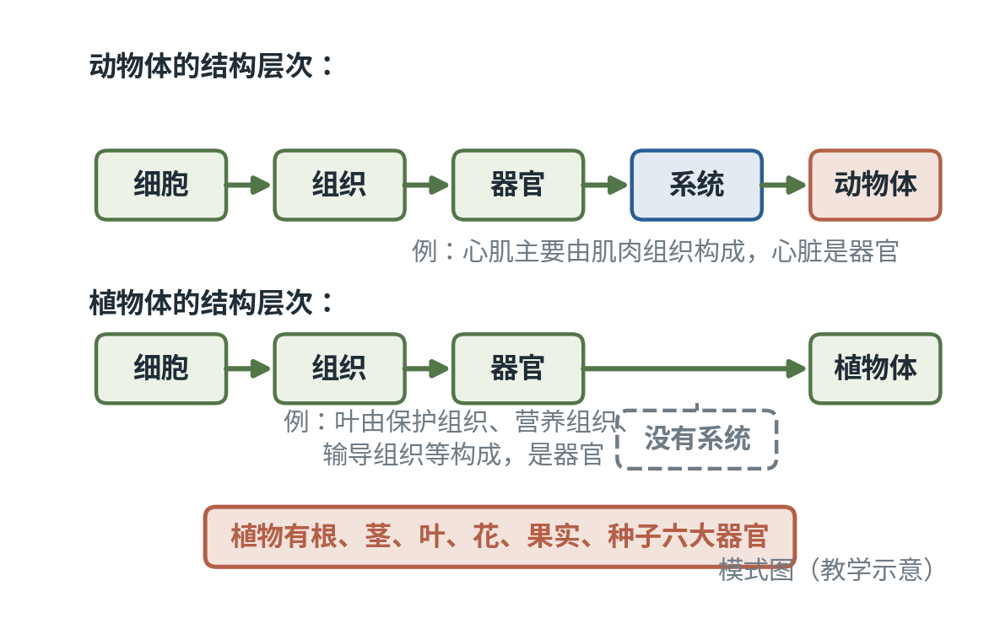 动物体的结构层次：
细胞
组织
器官
系统
动物体
例：心肌主要由肌肉组织构成，心脏是器官
植物体的结构层次：
细胞
组织
器官
植物体
例：叶由保护组织、营养组织、
输导组织等构成，是器官
没有系统
植物有根、茎、叶、花、果实、种子六大器官
模式图（教学示意）